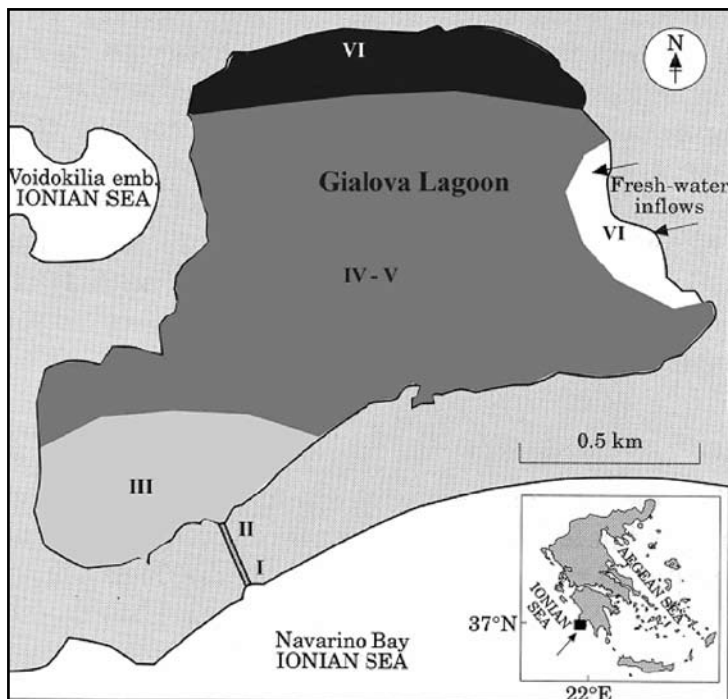 VI
N
Voidokilia emb.
IONIAN SEA
Gialova Lagoon
Fresh-water
inflows
VI
IV - V
0.5 km
III
II
I
AEGEAN SEA
IONIAN
SEA
37°N
22°E
Navarino Bay
IONIAN SEA